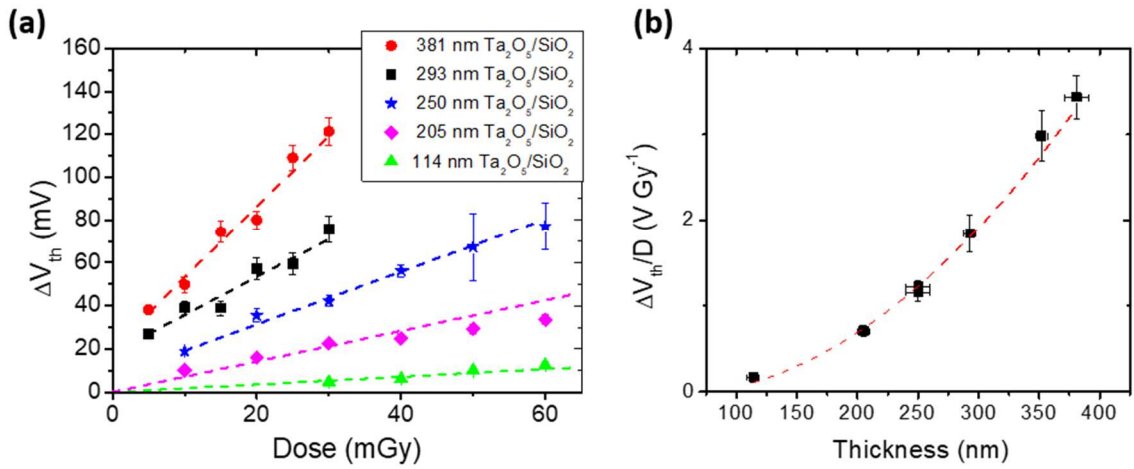 (a)
160
140
120
100
80
60
40
20
0
ΔV_th (mV)
0 20 40 60
Dose (mGy)
381 nm Ta₂O₅/SiO₂
293 nm Ta₂O₅/SiO₂
250 nm Ta₂O₅/SiO₂
205 nm Ta₂O₅/SiO₂
114 nm Ta₂O₅/SiO₂
(b)
4
2
0
ΔV_th/D (V Gy⁻¹)
100 150 200 250 300 350 400
Thickness (nm)